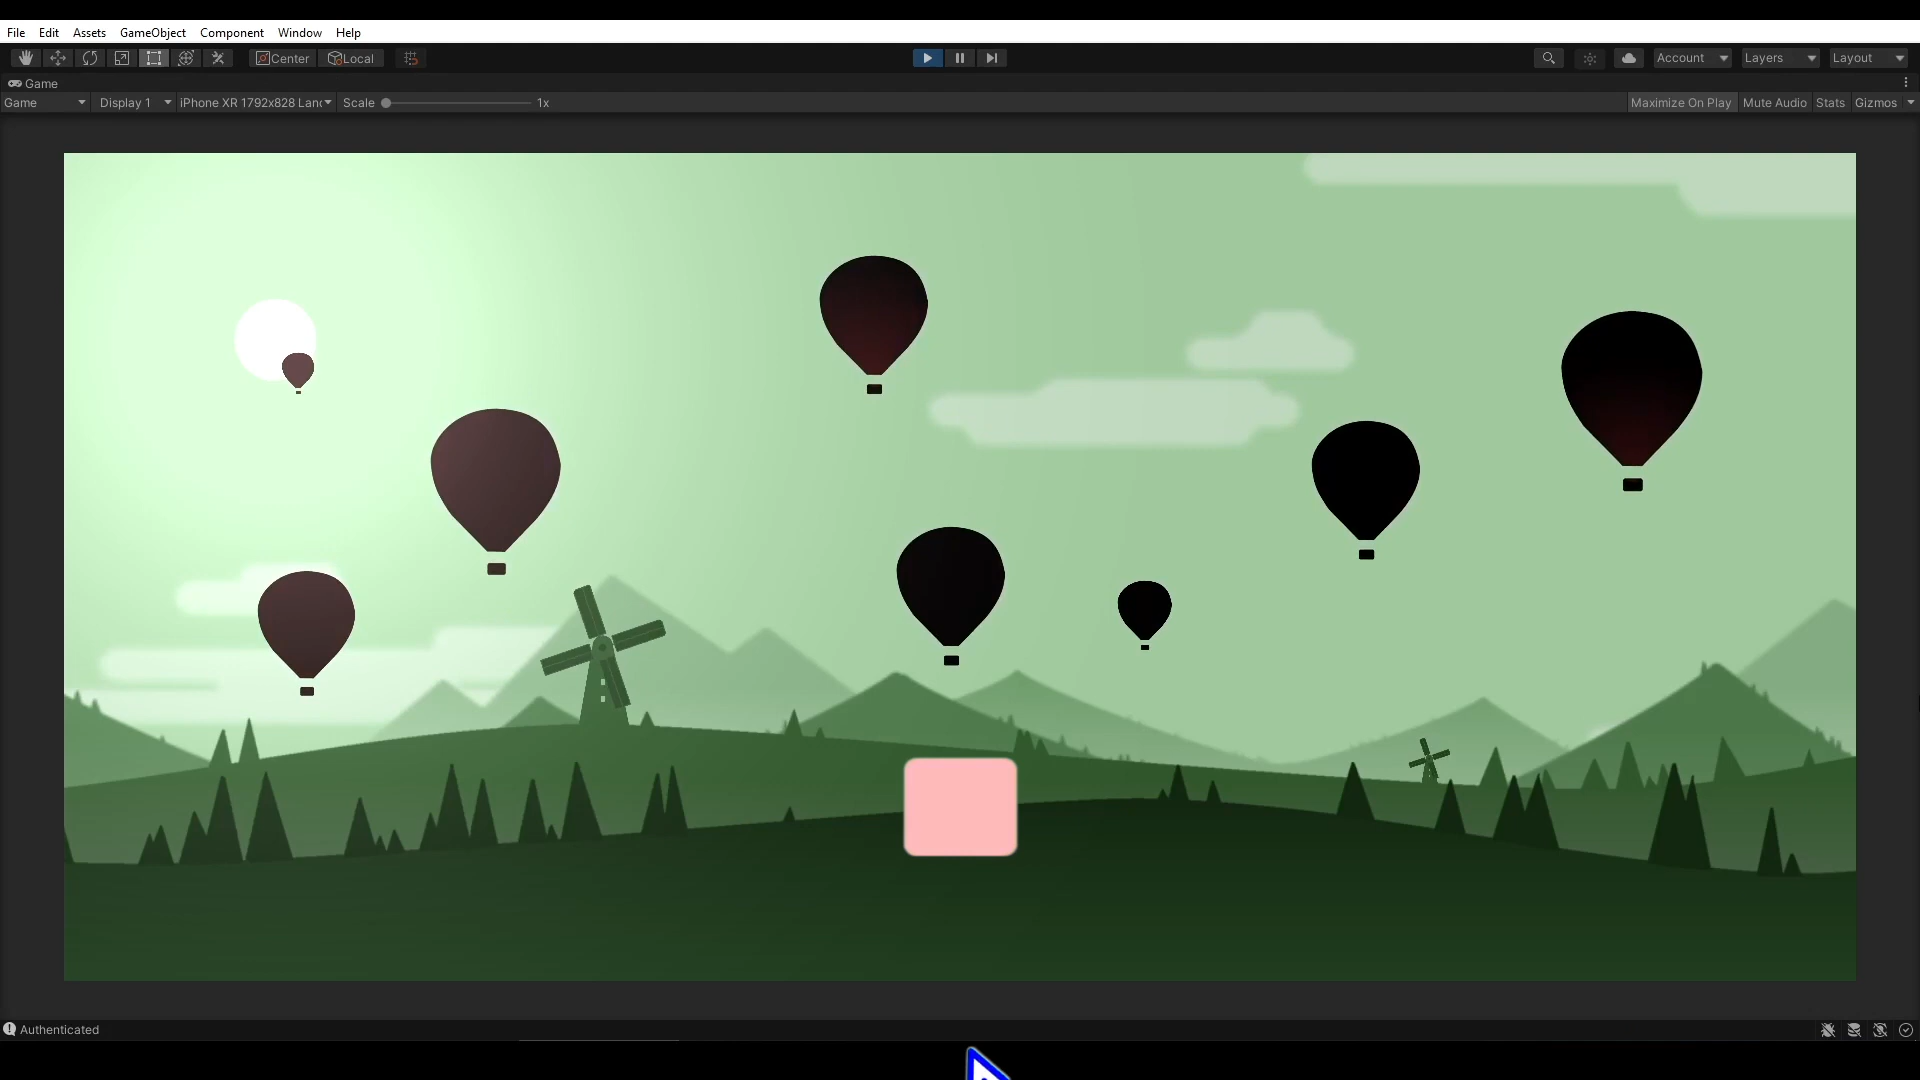 File Edit Assets GameObject Component Window Help
Center Local Account Layers Layout
Game
Game Display 1 iPhone XR 1792x828 Lan Scale 1x Maximize On Play Mute Audio Stats Gizmos
Authenticated